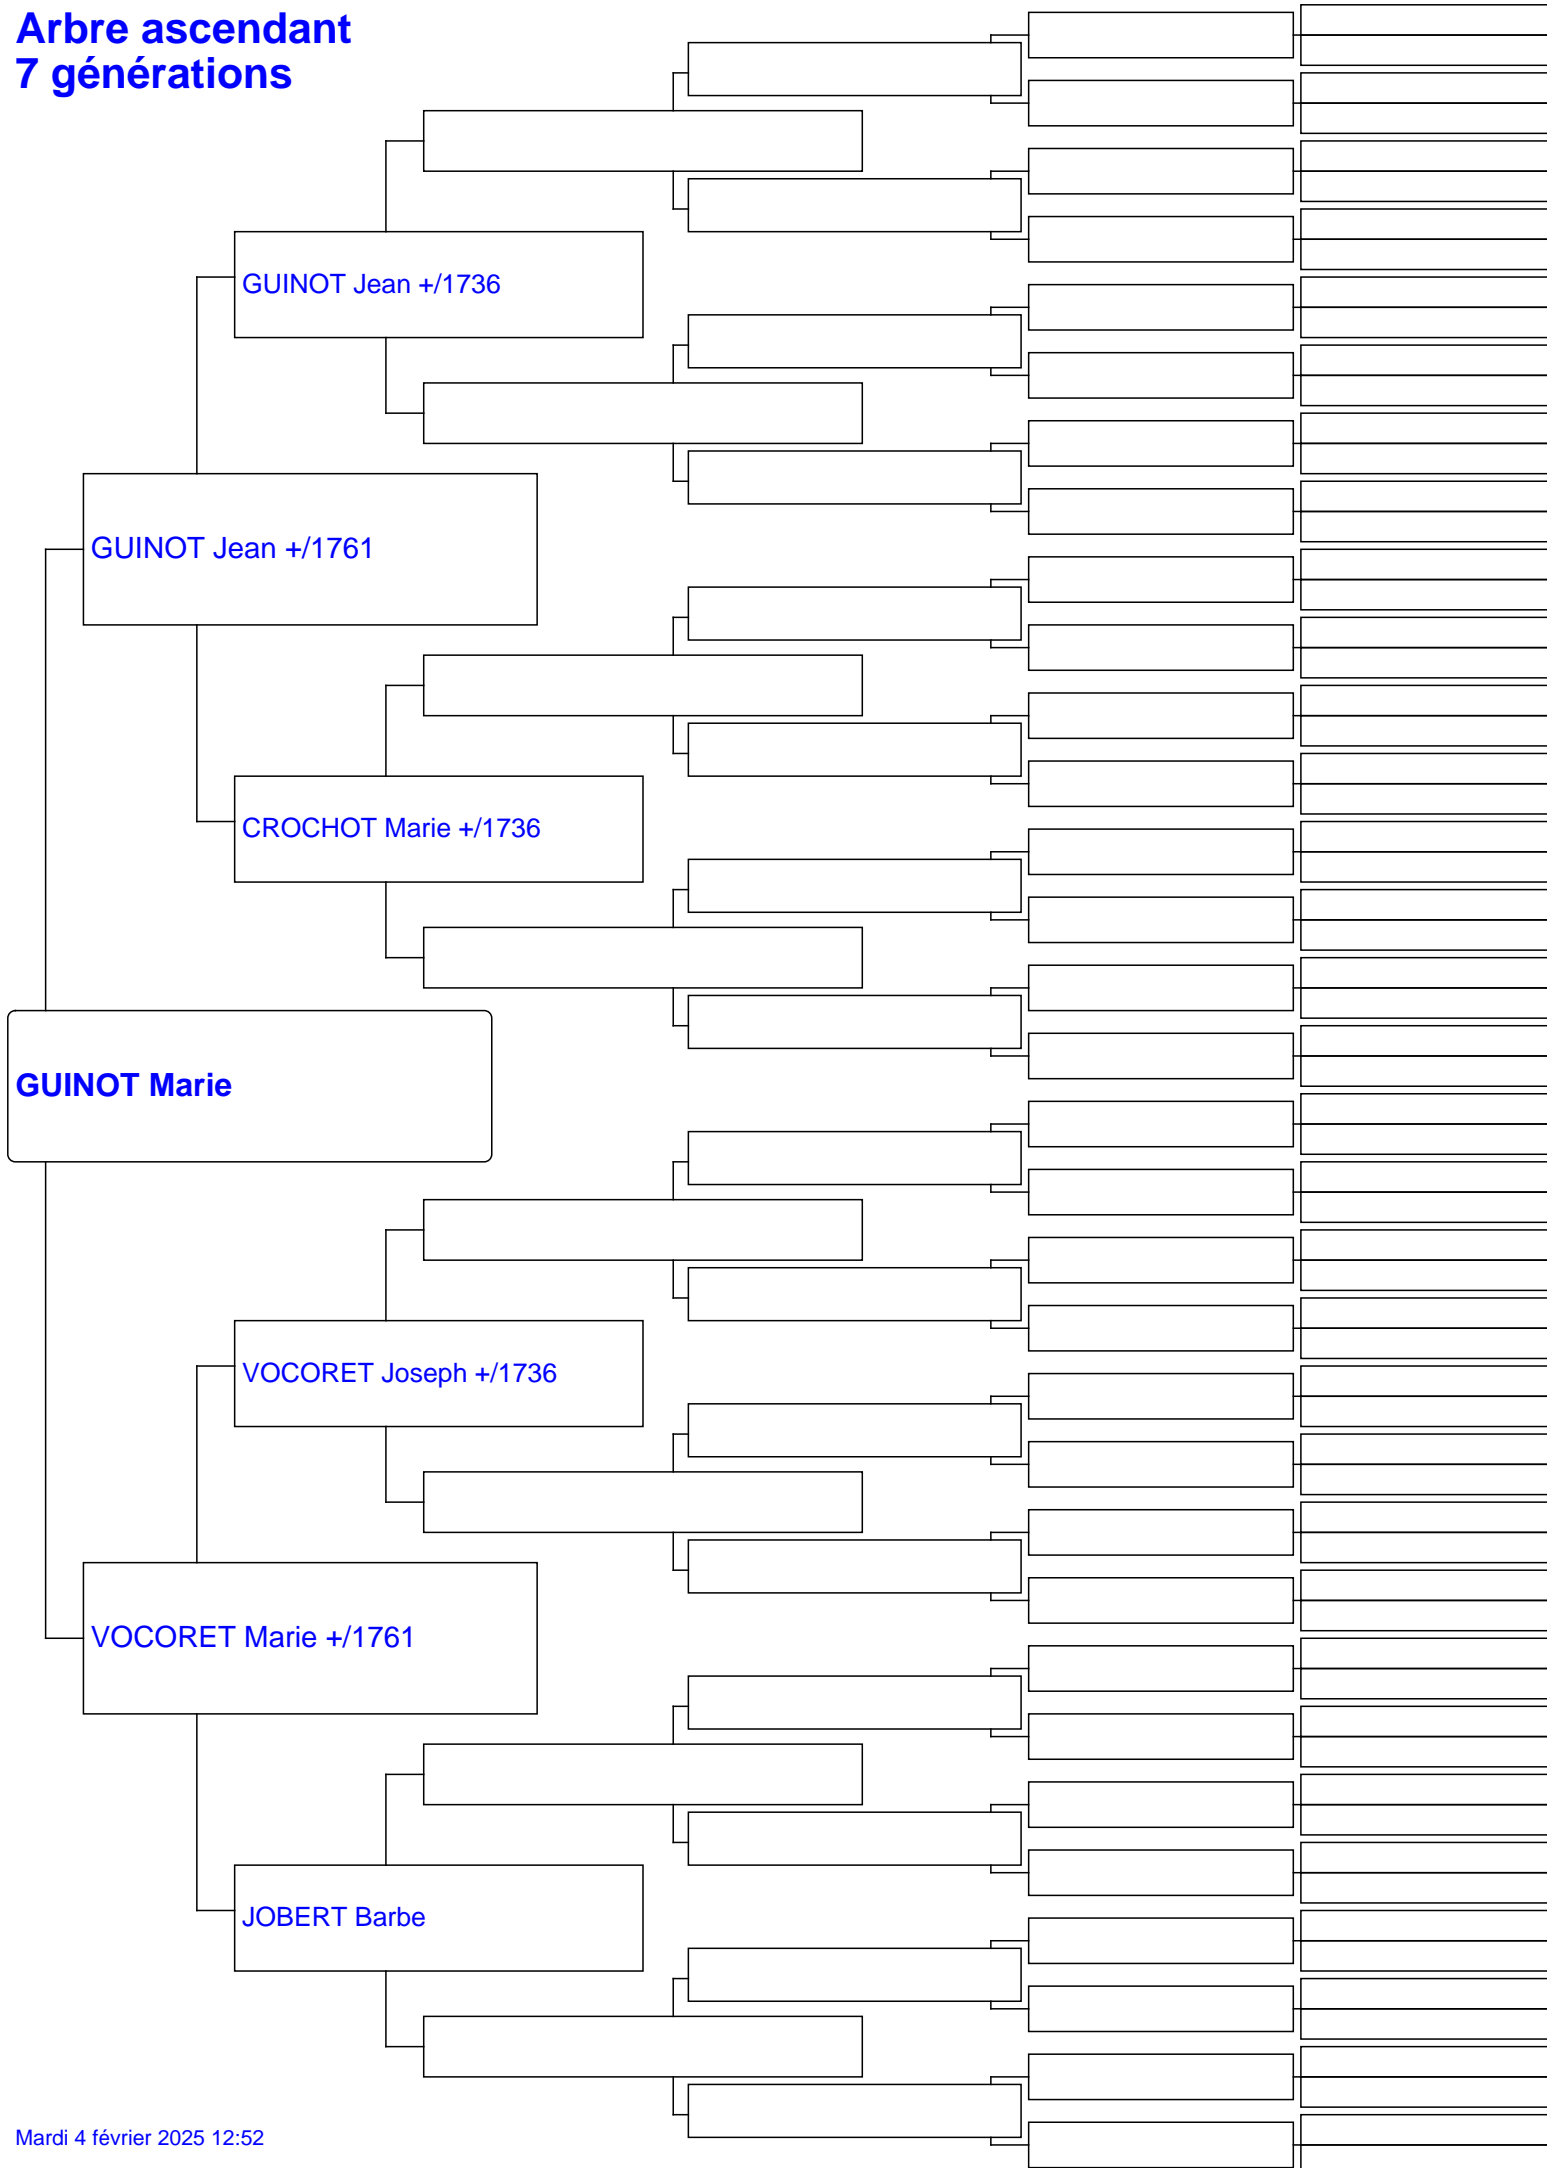 Arbre ascendant
7 générations
GUINOT Jean +/1736
GUINOT Jean +/1761
CROCHOT Marie +/1736
GUINOT Marie
VOCORET Joseph +/1736
VOCORET Marie +/1761
JOBERT Barbe
Mardi 4 février 2025 12:52